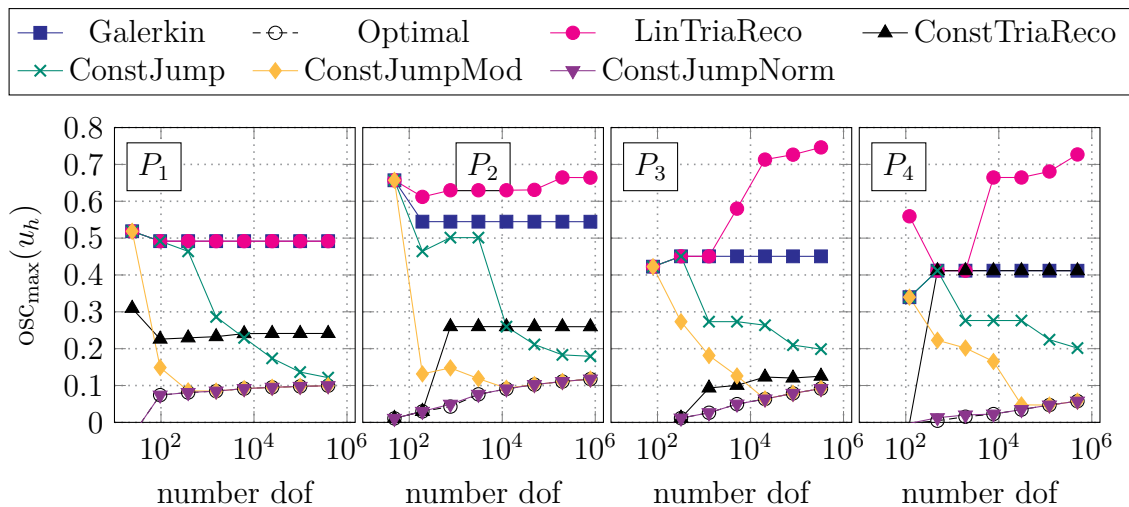 Galerkin Optimal LinTriaReco ConstTriaReco
ConstJump ConstJumpMod ConstJumpNorm
osc_max(u_h)
0.8
0.7
0.6
0.5
0.4
0.3
0.2
0.1
0
P_1 P_2 P_3 P_4
10^2 10^4 10^6 10^2 10^4 10^6 10^2 10^4 10^6 10^2 10^4 10^6
number dof number dof number dof number dof